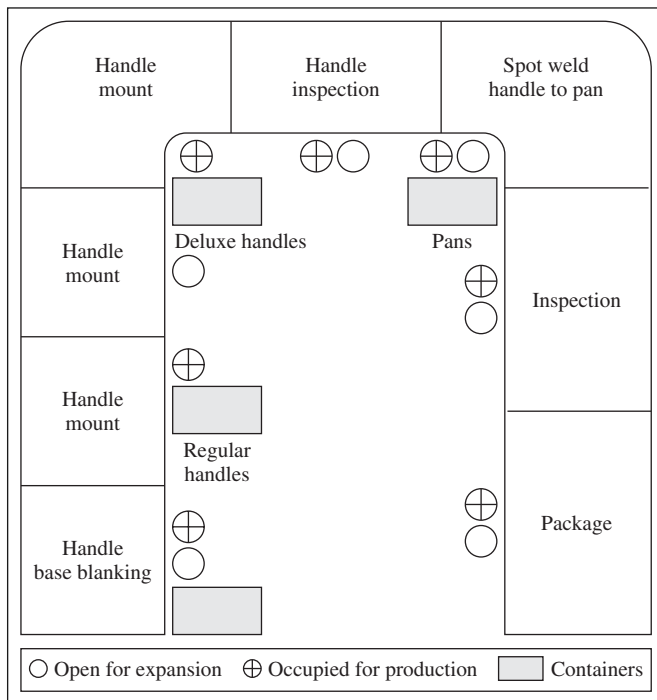 Handle
mount
Handle
inspection
Spot weld
handle to pan
Deluxe handles
Pans
Handle
mount
Inspection
Handle
mount
Regular
handles
Handle
base blanking
Package
Open for expansion
Occupied for production
Containers